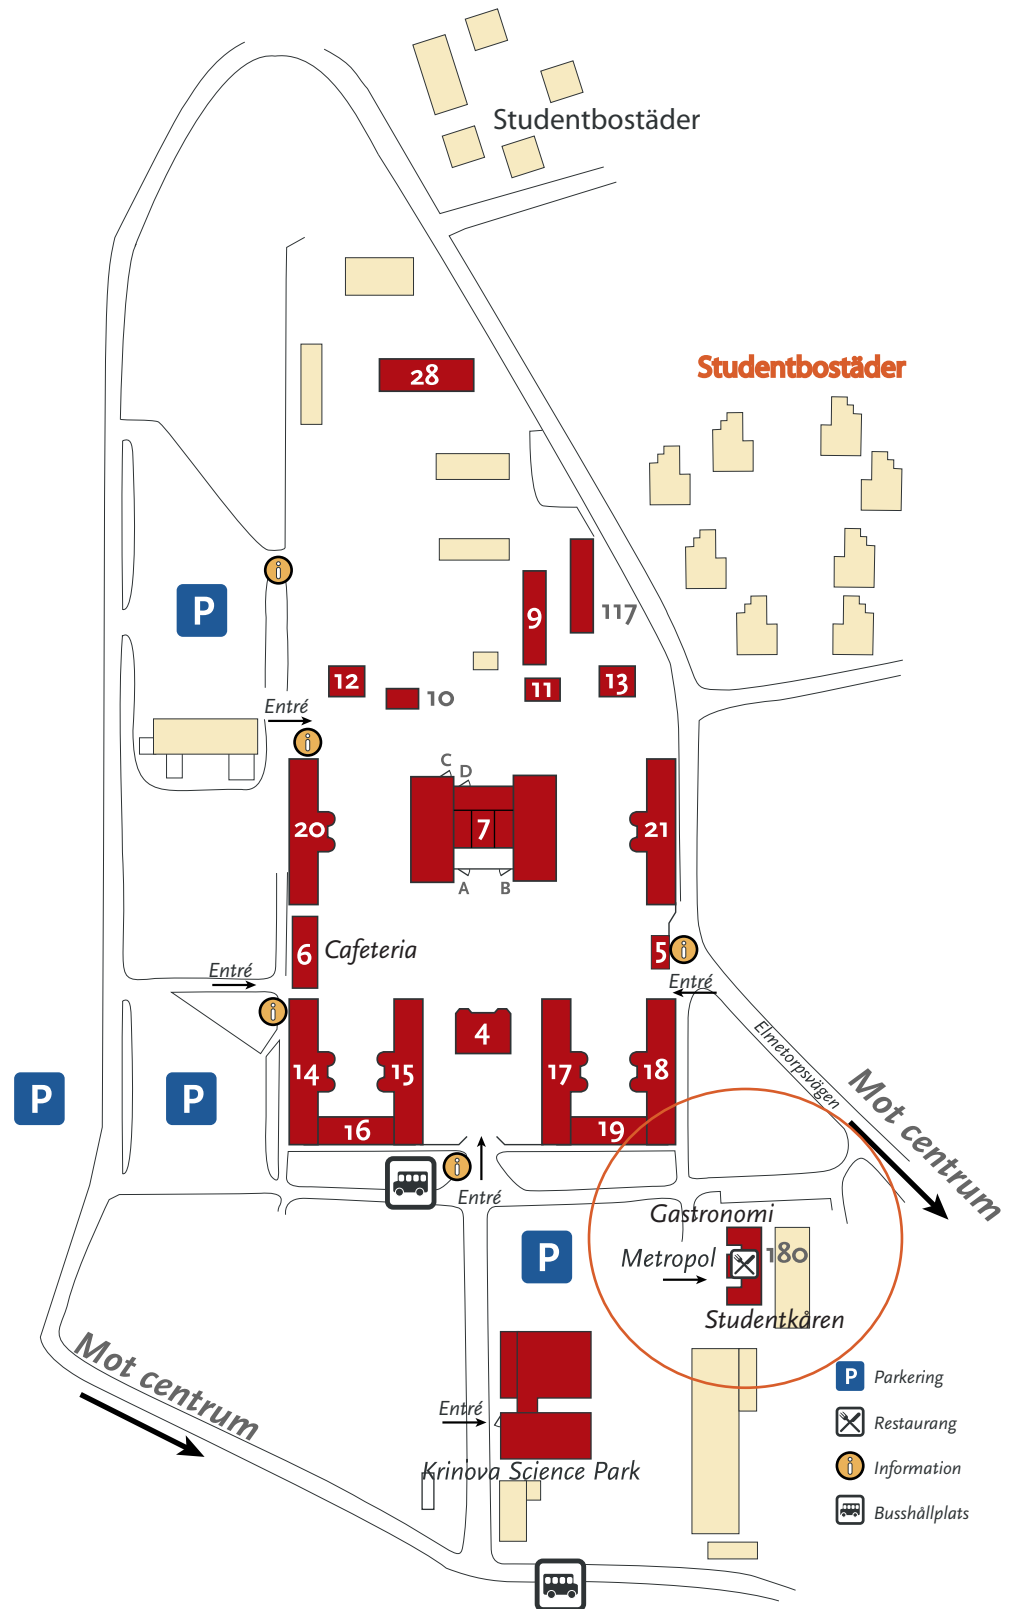 Studentbostäder
28
Studentbostäder
P
9
117
12
10
11
13
Entré
C
D
20
7
21
A
B
6
Cafeteria
5
Entré
Entré
4
Elmetorpsvägen
14
15
17
18
P
P
Mot centrum
16
19
Entré
Gastronomi
P
Metropol
180
Studentkåren
Mot centrum
P Parkering
Entré
Restaurang
Krinova Science Park
Information
Busshållplats